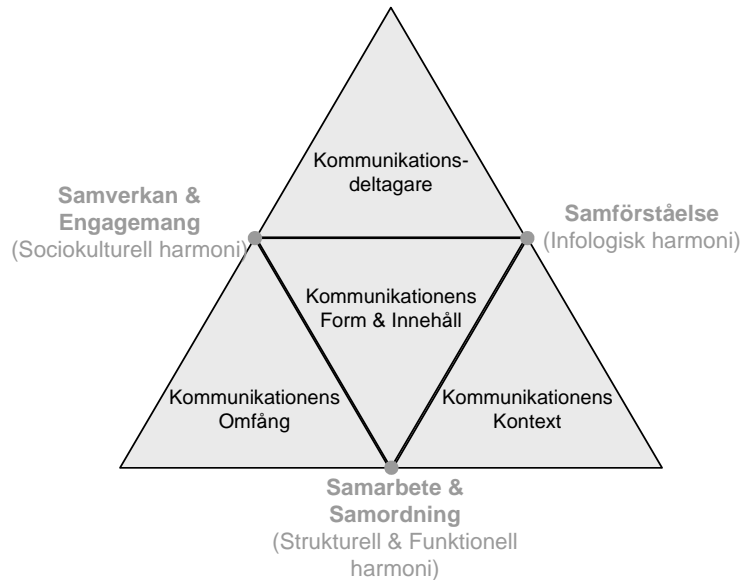 Kommunikations-
deltagare
Samverkan &
Engagemang
(Sociokulturell harmoni)
Samförståelse
(Infologisk harmoni)
Kommunikationens
Form & Innehåll
Kommunikationens
Omfång
Kommunikationens
Kontext
Samarbete &
Samordning
(Strukturell & Funktionell
harmoni)